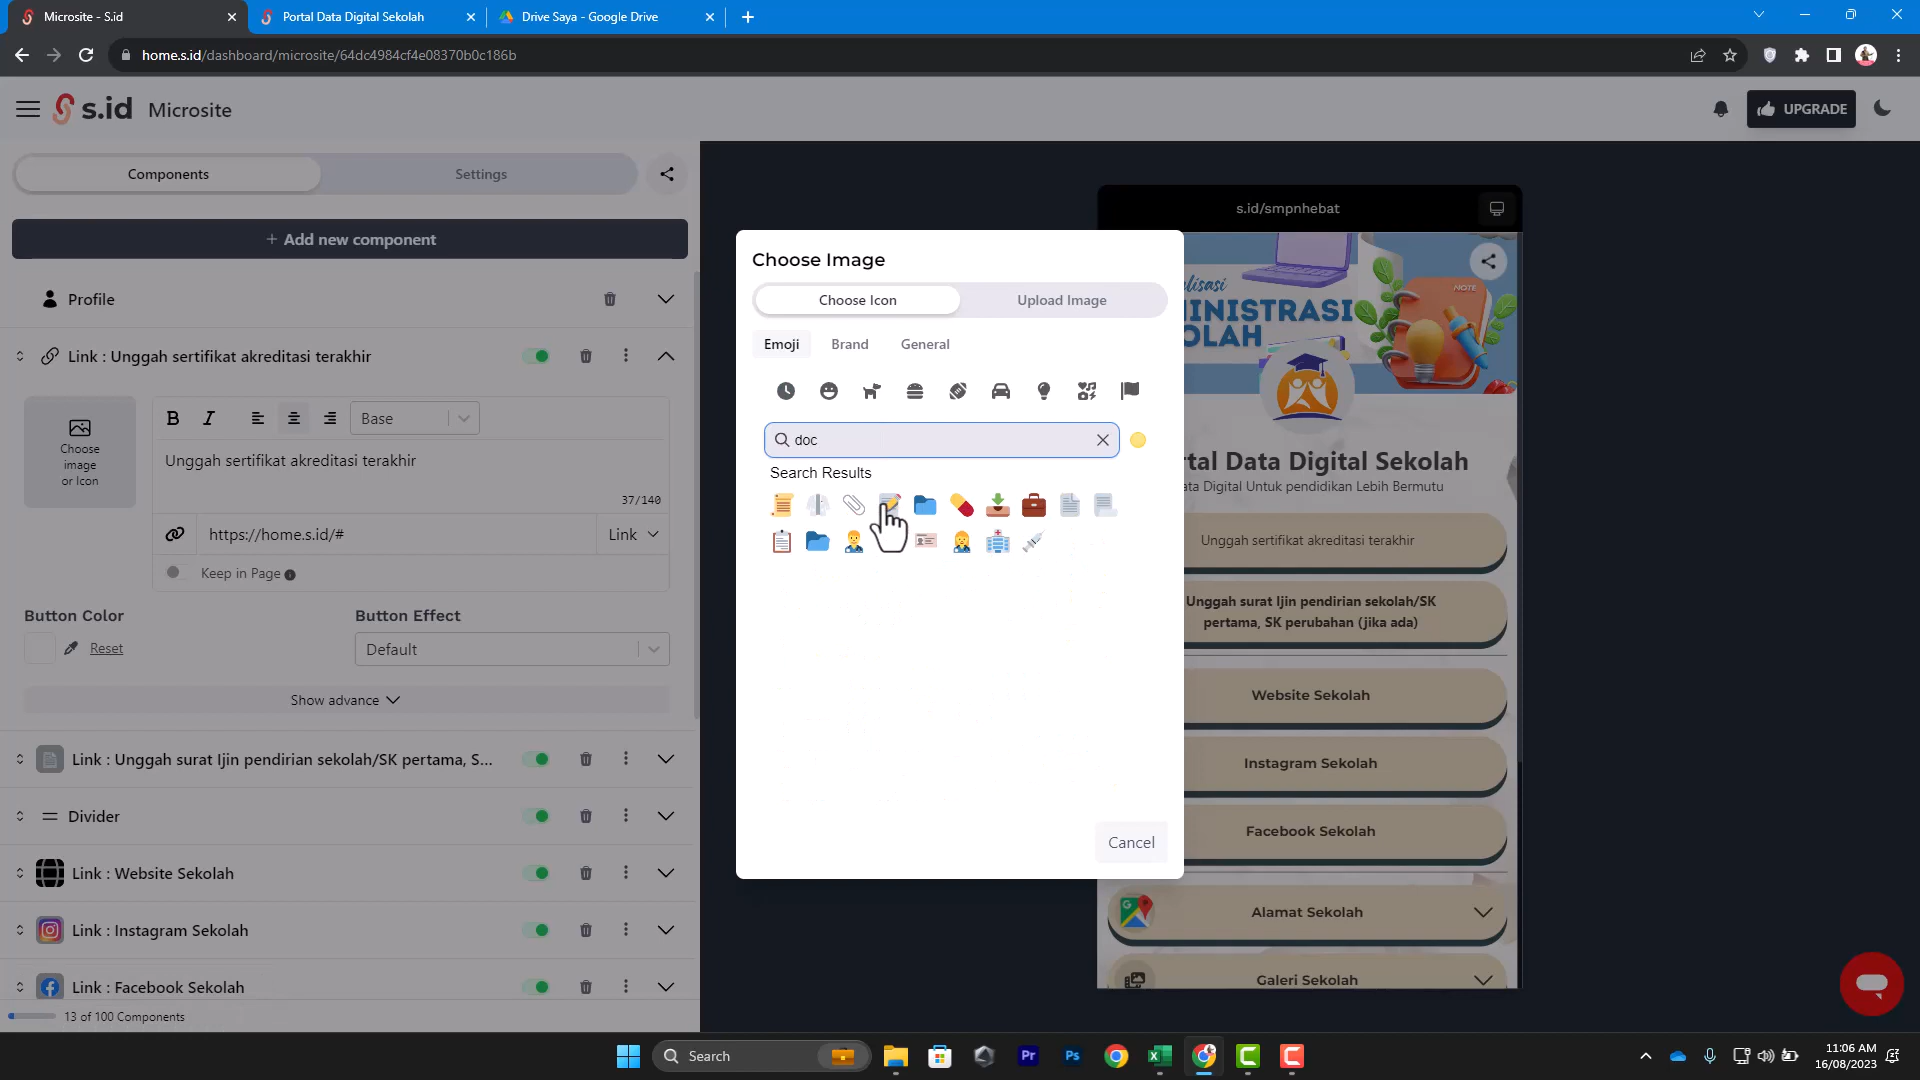 Microsite - S.id
Portal Data Digital Sekolah
Drive Saya - Google Drive
home.s.id/dashboard/microsite/64dc4984cf4e08370b0c186b
s.id Microsite
UPGRADE
Components
Settings
+ Add new component
Profile
Link : Unggah sertifikat akreditasi terakhir
Choose image or Icon
B I
Base
Unggah sertifikat akreditasi terakhir
37/140
https://home.s.id/#
Link
Keep in Page
Button Color
Button Effect
Reset
Default
Show advance
Link : Unggah surat Ijin pendirian sekolah/SK pertama, S...
Divider
Link : Website Sekolah
Link : Instagram Sekolah
Link : Facebook Sekolah
13 of 100 Components
Choose Image
Choose Icon
Upload Image
Emoji
Brand
General
doc
Search Results
Cancel
s.id/smpnhebat
NOTE
tal Data Digital Sekolah
Data Digital Untuk pendidikan Lebih Bermutu
Unggah sertifikat akreditasi terakhir
Unggah surat Ijin pendirian sekolah/SK
pertama, SK perubahan (jika ada)
Website Sekolah
Instagram Sekolah
Facebook Sekolah
Alamat Sekolah
Galeri Sekolah
Search
Pr
Ps
11:06 AM
16/08/2023